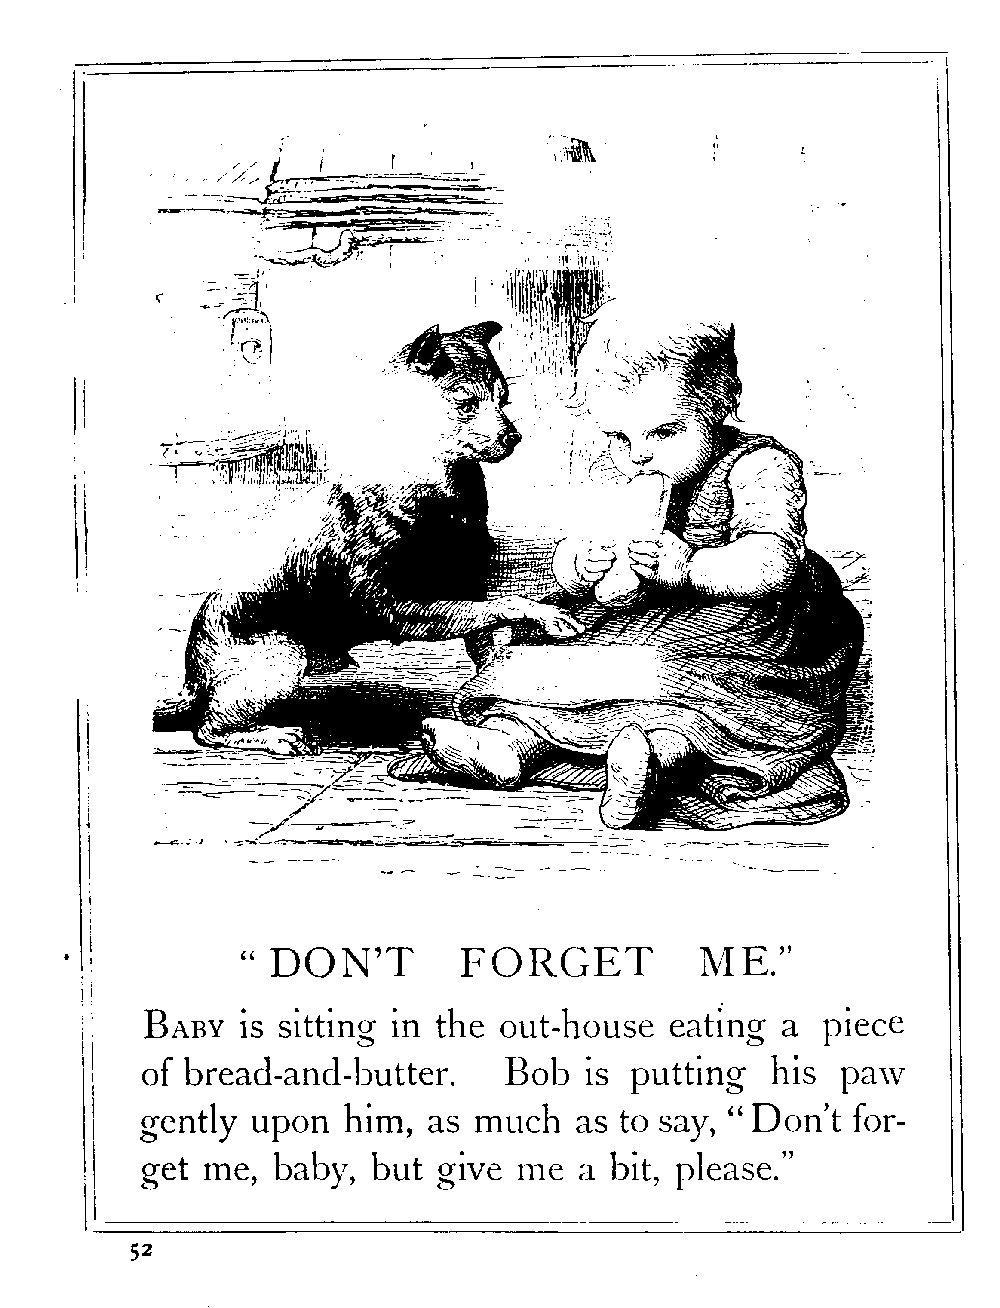 “ DON’T FORGET ME.”
BABY is sitting in the out-house eating a piece
of bread-and-butter. Bob is putting his paw
gently upon him, as much as to say, “ Don’t for-
get me, baby, but give me a bit, please.”
52